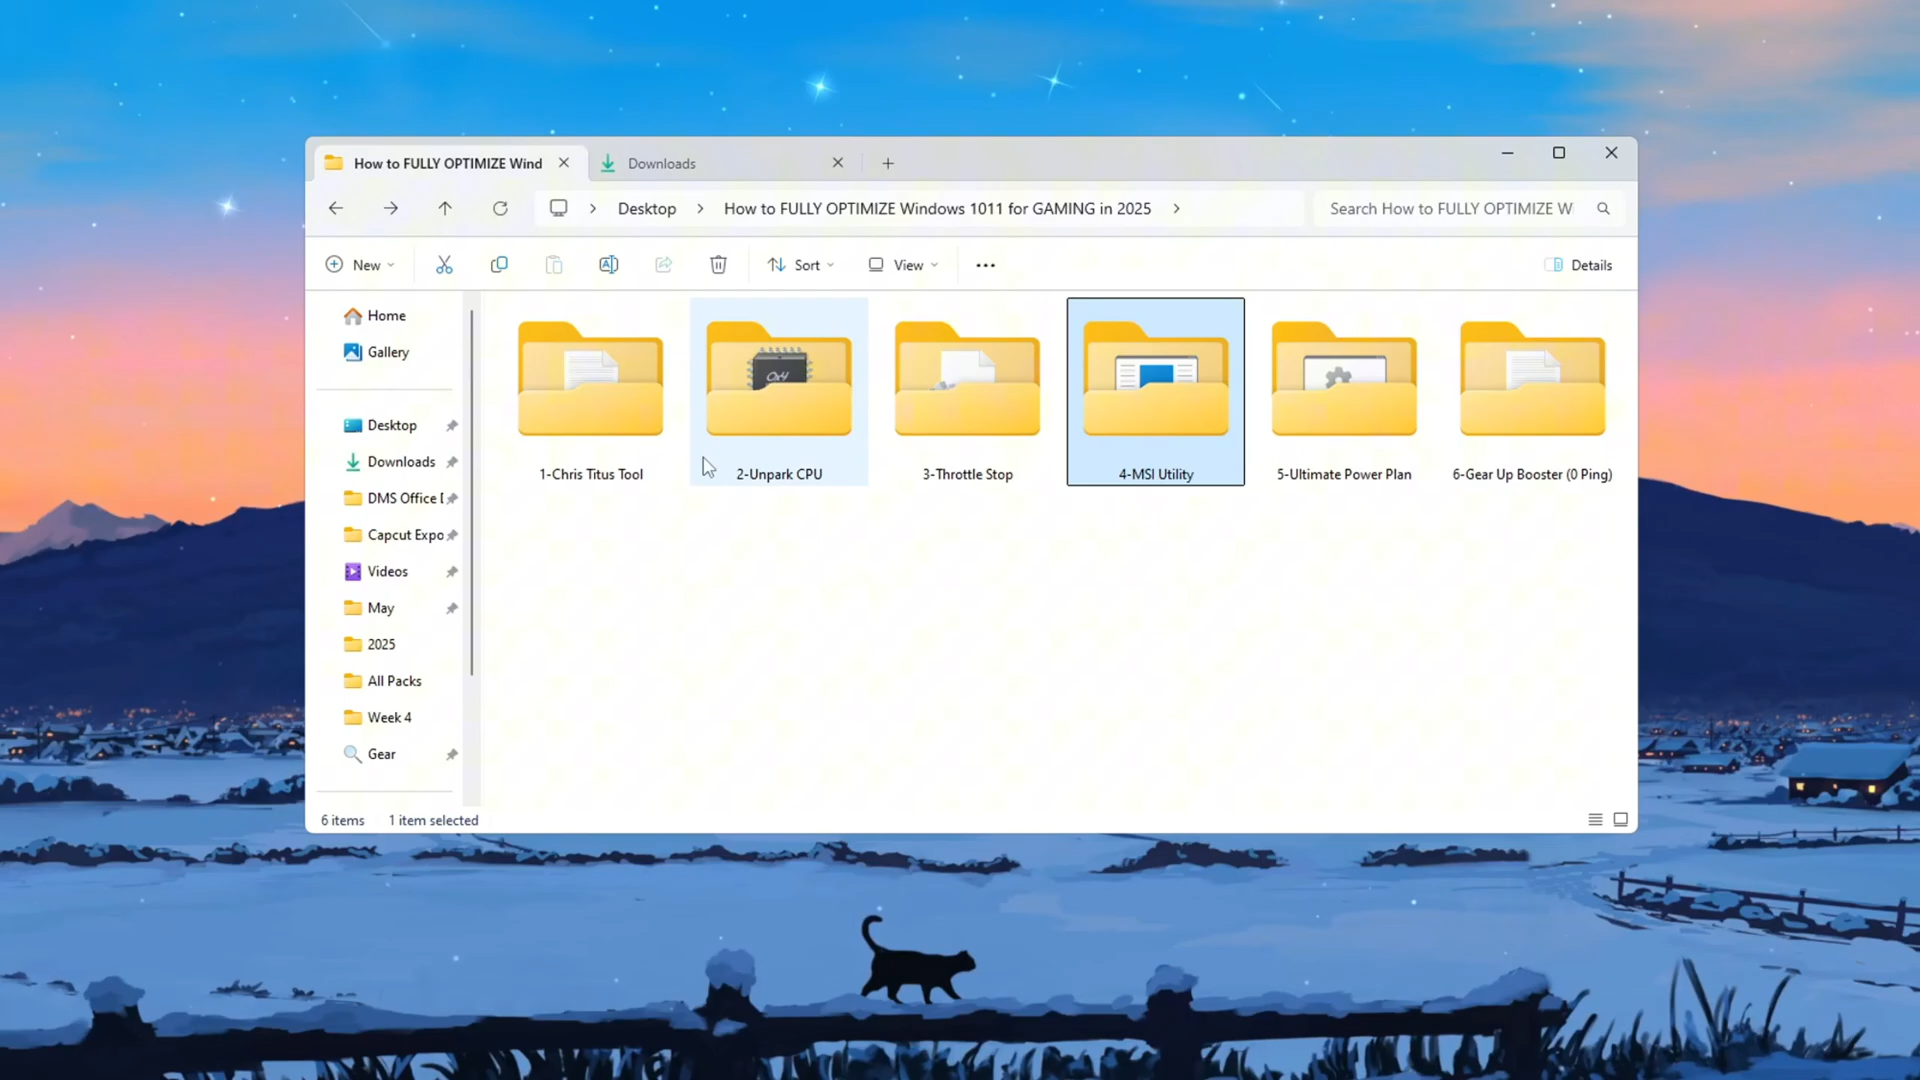 How to FULLY OPTIMIZE Wind
Downloads
Desktop
How to FULLY OPTIMIZE Windows 1011 for GAMING in 2025
Search How to FULLY OPTIMIZE W
New
Sort
View
Details
Home
Gallery
Desktop
Downloads
DMS Office
Capcut Expo
Videos
May
2025
All Packs
Week 4
Gear
0x4
1-Chris Titus Tool
2-Unpark CPU
3-Throttle Stop
4-MSI Utility
5-Ultimate Power Plan
6-Gear Up Booster (0 Ping)
6 items
1 item selected